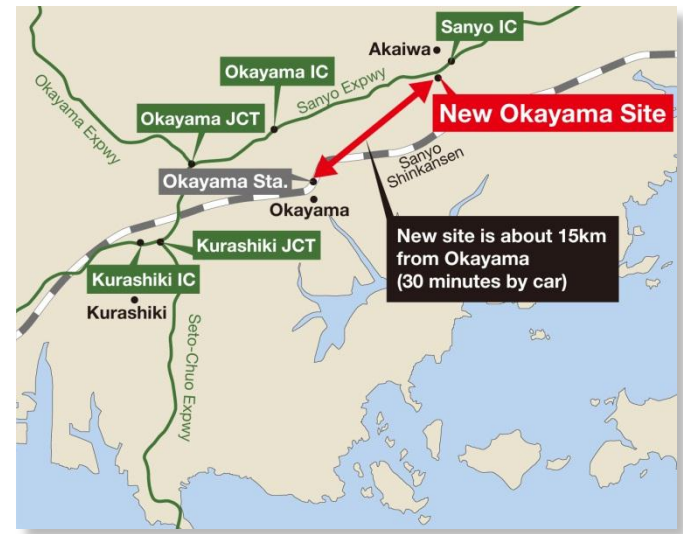 Sanyo IC
Akaiwa
Okayama IC
Sanyo Expwy
New Okayama Site
Okayama Expwy
Okayama JCT
Sanyo
Shinkansen
Okayama Sta.
Okayama
New site is about 15km
from Okayama
(30 minutes by car)
Kurashiki JCT
Kurashiki IC
Kurashiki
Seto-Chuo Expwy